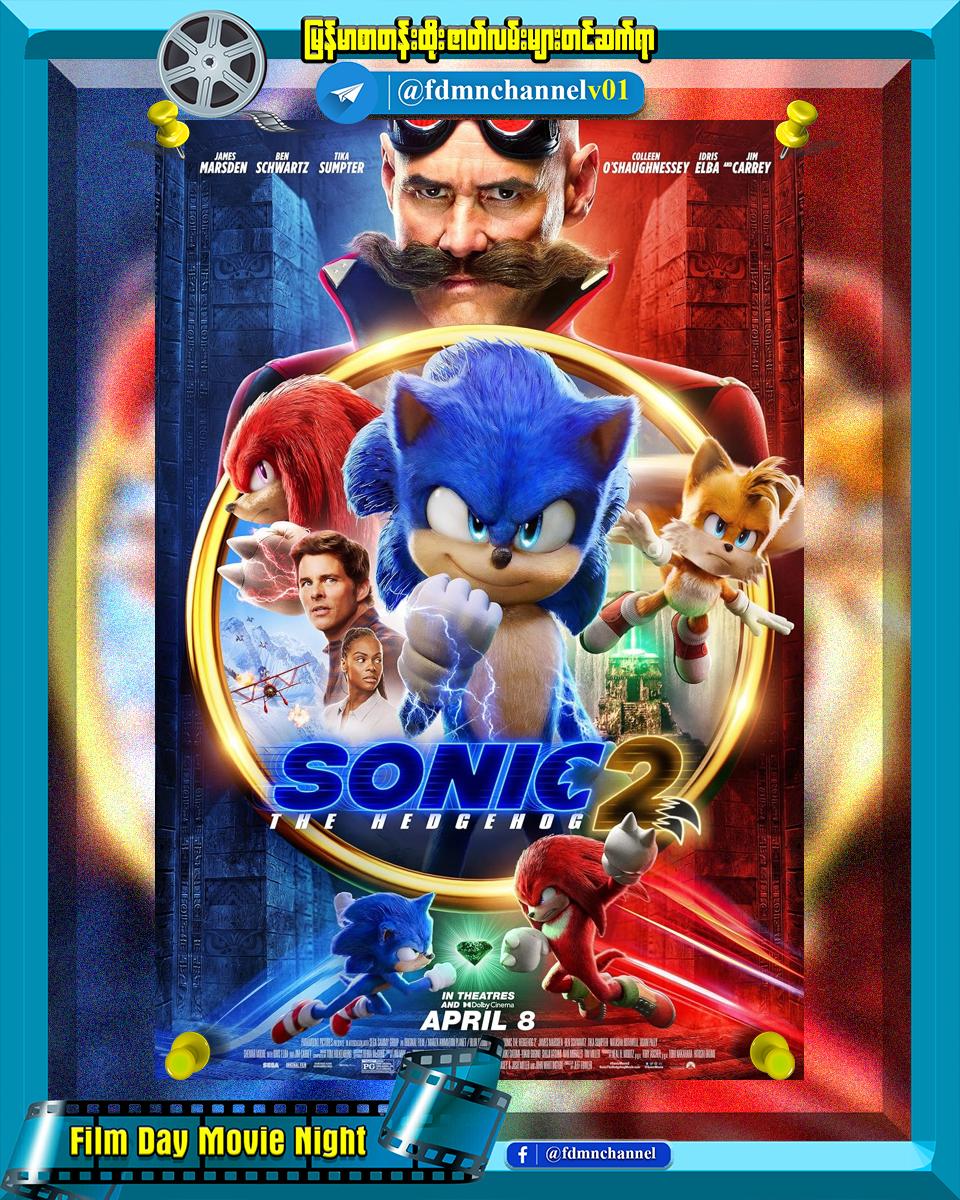 မြန်မာစာတန်းထိုးဇာတ်လမ်းများတင်ဆက်ရာ
@fdmnchannelv01
JAMES MARSDEN BEN SCHWARTZ TIKA SUMPTER COLLEEN O'SHAUGHNESSEY IDRIS ELBA AND JIM CARREY
SONIC 2
THE HEDGEHOG
IN THEATRES
AND Dolby Cinema
APRIL 8
SEGA
PG
Film Day Movie Night
@fdmnchannel